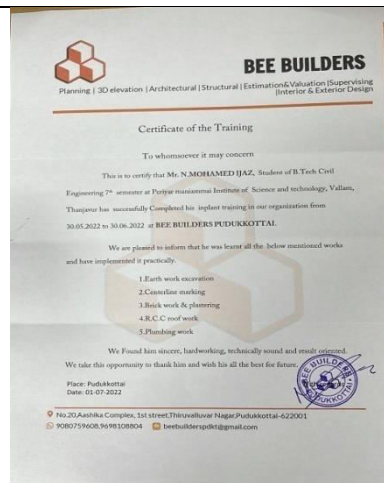 BEE BUILDERS
Planning | 3D elevation | Architectural | Structural | Estimation&Valuation |Supervising
|Interior & Exterior Design
Certificate of the Training
To whomsoever it may concern
This is to certify that Mr. N.MOHAMED IJAZ, Student of B.Tech Civil
Engineering 7th semester at Periyar maniammai Institute of Science and technology, Vallam,
Thanjavur has successfully Completed his inplant training in our organization from
30.05.2022 to 30.06.2022 at BEE BUILDERS PUDUKKOTTAI.
We are pleased to inform that he was learnt all the below mentioned works
and have implemented it practically.
1.Earth work excavation
2.Centerline marking
3.Brick work & plastering
4.R.C.C roof work
5.Plumbing work
We Found him sincere, hardworking, technically sound and result oriented.
We take this opportunity to thank him and wish his all the best for future.
Place: Pudukkottai
Date: 01-07-2022
BEE BUILDERS
No.20,Aashika Complex, 1st street,Thiruvalluvar Nagar,Pudukkottai-622001
9080759608,9698108804 beebuilderspdkt@gmail.com